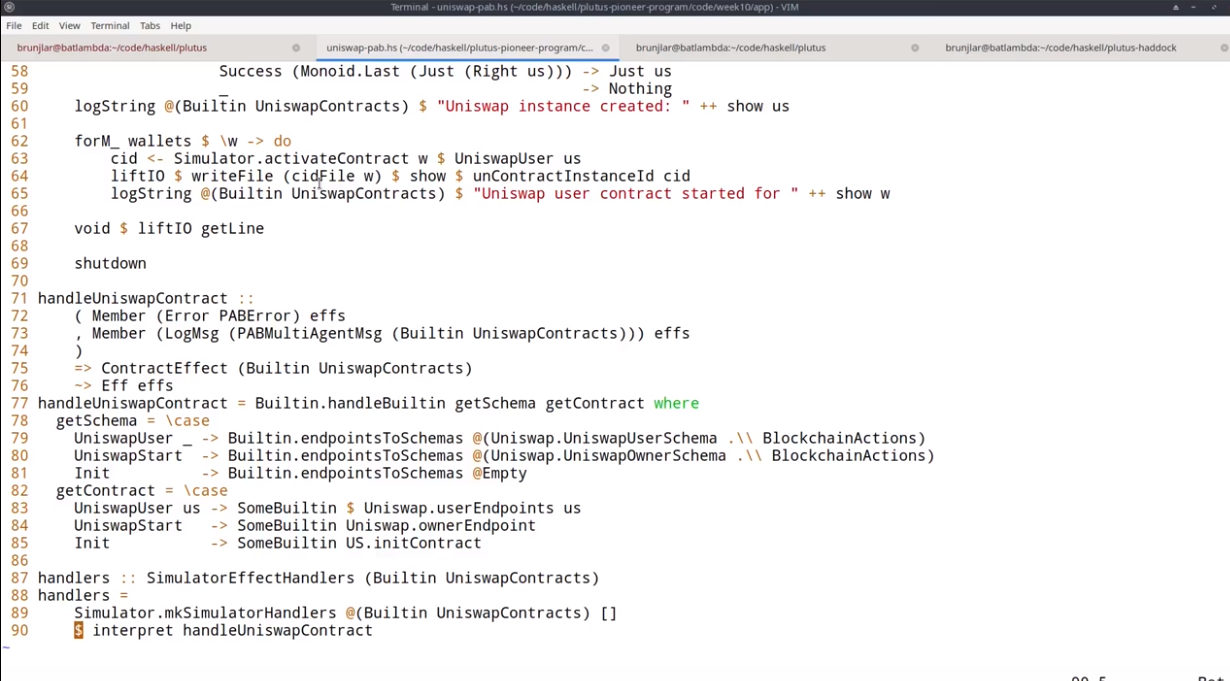 Terminal - uniswap-pab.hs (~/code/haskell/plutus-pioneer-program/code/week10/app) - VIM
File Edit View Terminal Tabs Help
brunjlar@batlambda:~/code/haskell/plutus uniswap-pab.hs (~/code/haskell/plutus-pioneer-program/c... brunjlar@batlambda:~/code/haskell/plutus brunjlar@batlambda:~/code/haskell/plutus-haddock
58                     Success (Monoid.Last (Just (Right us))) -> Just us
59                     _                                       -> Nothing
60     logString @(Builtin UniswapContracts) $ "Uniswap instance created: " ++ show us
61
62     forM_ wallets $ \w -> do
63         cid <- Simulator.activateContract w $ UniswapUser us
64         liftIO $ writeFile (cidFile w) $ show $ unContractInstanceId cid
65         logString @(Builtin UniswapContracts) $ "Uniswap user contract started for " ++ show w
66
67     void $ liftIO getLine
68
69     shutdown
70
71 handleUniswapContract ::
72     ( Member (Error PABError) effs
73     , Member (LogMsg (PABMultiAgentMsg (Builtin UniswapContracts))) effs
74     )
75     => ContractEffect (Builtin UniswapContracts)
76     ~> Eff effs
77 handleUniswapContract = Builtin.handleBuiltin getSchema getContract where
78   getSchema = \case
79     UniswapUser _ -> Builtin.endpointsToSchemas @(Uniswap.UniswapUserSchema .\\ BlockchainActions)
80     UniswapStart  -> Builtin.endpointsToSchemas @(Uniswap.UniswapOwnerSchema .\\ BlockchainActions)
81     Init          -> Builtin.endpointsToSchemas @Empty
82   getContract = \case
83     UniswapUser us -> SomeBuiltin $ Uniswap.userEndpoints us
84     UniswapStart   -> SomeBuiltin Uniswap.ownerEndpoint
85     Init           -> SomeBuiltin US.initContract
86
87 handlers :: SimulatorEffectHandlers (Builtin UniswapContracts)
88 handlers =
89     Simulator.mkSimulatorHandlers @(Builtin UniswapContracts) []
90     $ interpret handleUniswapContract
~